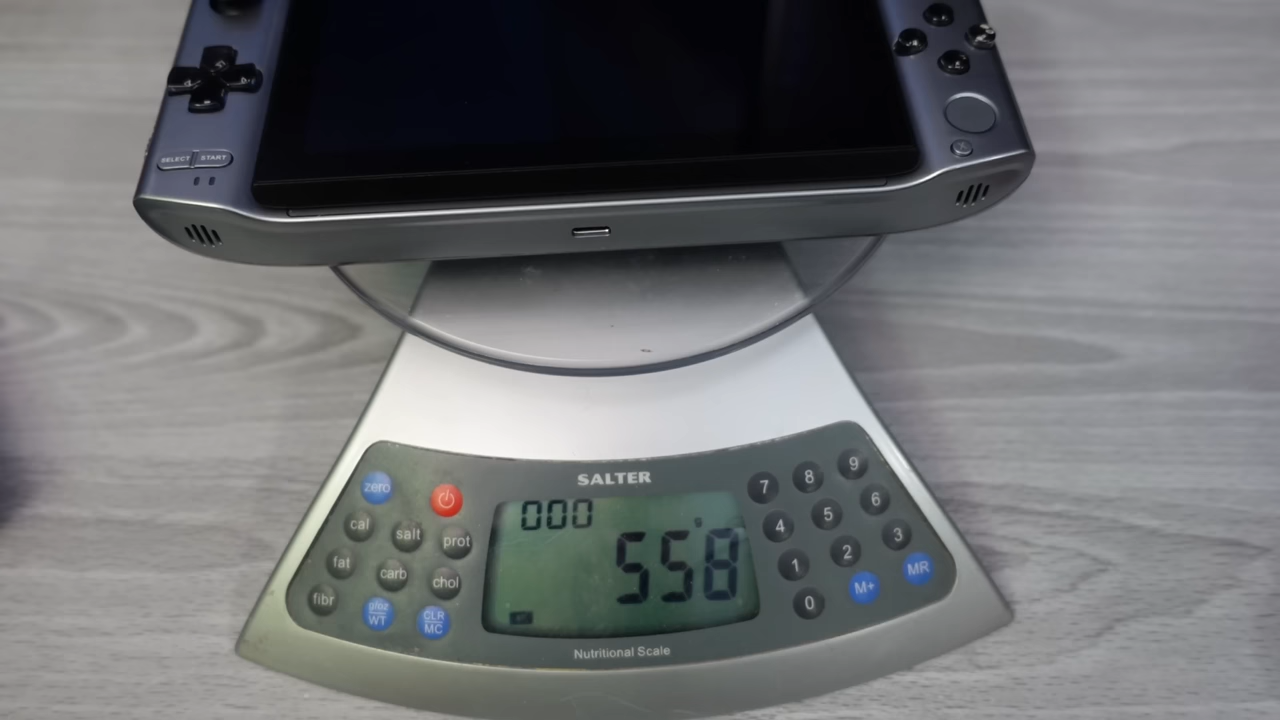 SELECT START
SALTER
zero
cal salt prot
fat carb chol
fibr g/oz WT CLR MC
000
g
558
7 8 9
4 5 6
1 2 3
0 M+ MR
Nutritional Scale